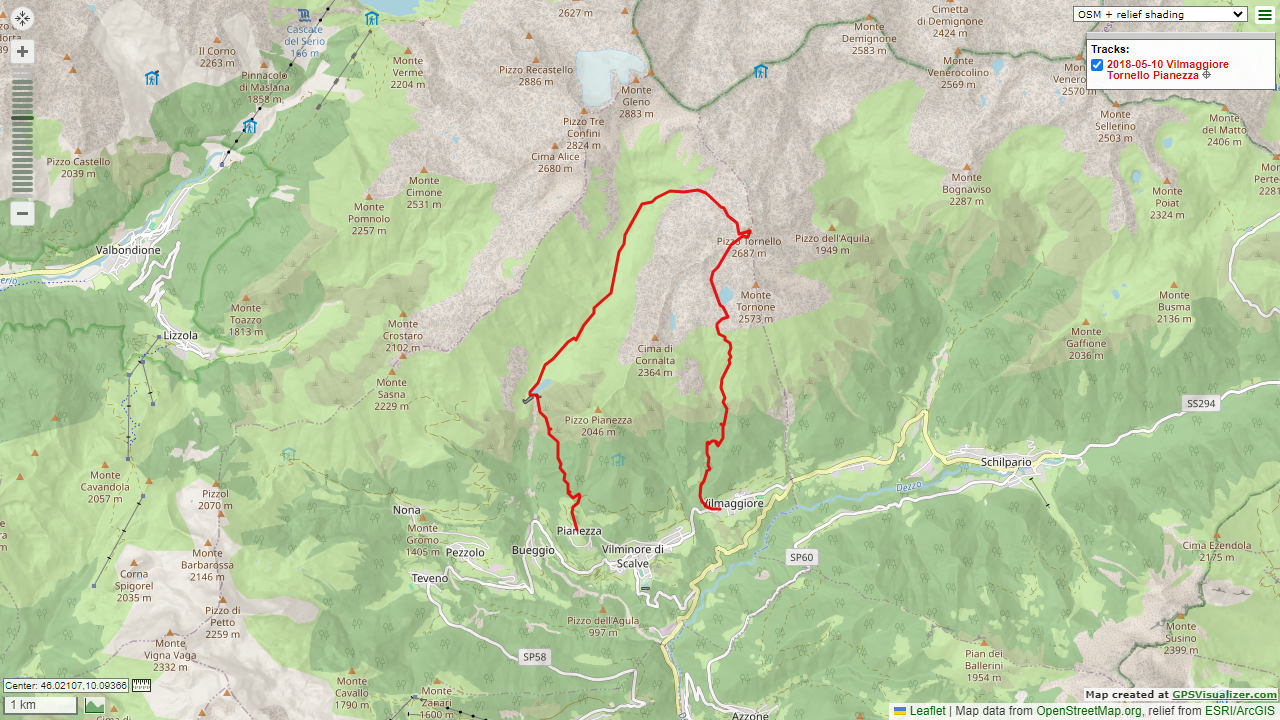 OSM + relief shading
Tracks:
2018-05-10 Vilmaggiore
Tornello Pianezza
2627 m
Cascate
del Serio
166 m
Il Corno
2263 m
Pinnacolo
di Maslana
1858 m
Monte
Verme
2204 m
Pizzo Recastello
2886 m
Monte
Gleno
2883 m
Pizzo Tre
Confini
2824 m
Cima Alice
2680 m
Monte
Demignone
2583 m
Cimetta
di Demignone
2424 m
Monte
Venerocolino
2569 m
2570 m
Monte
Sellerino
2503 m
Monte
del Matto
2406 m
Pizzo Castello
2039 m
Monte
Cimone
2531 m
Monte
Pomnolo
2257 m
Monte
Bognaviso
2287 m
Monte
Poiat
2324 m
Valbondione
Pizzo Tornello
2687 m
Pizzo dell'Aquila
1949 m
Monte
Tornone
2573 m
Monte
Busma
2136 m
Monte
Gaffione
2036 m
Monte
Toazzo
1813 m
Lizzola
Monte
Crostaro
2102 m
Monte
Sasna
2229 m
Cima di
Cornalta
2364 m
Pizzo Pianezza
2046 m
SS294
Schilpario
Dezzo
Monte
Cavandola
2057 m
Pizzol
2070 m
Nona
Monte
Gromo
1405 m
Pezzolo
Teveno
Bueggio
Pianezza
Vilmaggiore
Vilminore di
Scalve
SP60
Cima Ezendola
2175 m
Monte
Barbarossa
2146 m
Corna
Spigorel
2035 m
Pizzo di
Petto
2259 m
Monte
Vigna Vaga
2332 m
Pizzo dell'Agula
997 m
SP58
Monte
Susino
2399 m
Pian dei
Ballerini
1954 m
Monte
Cavallo
1790 m
Monte
Zanari
1600 m
Azzone
Center: 46.02107,10.09366
1 km
Map created at GPSVisualizer.com
Leaflet | Map data from OpenStreetMap.org, relief from ESRI/ArcGIS